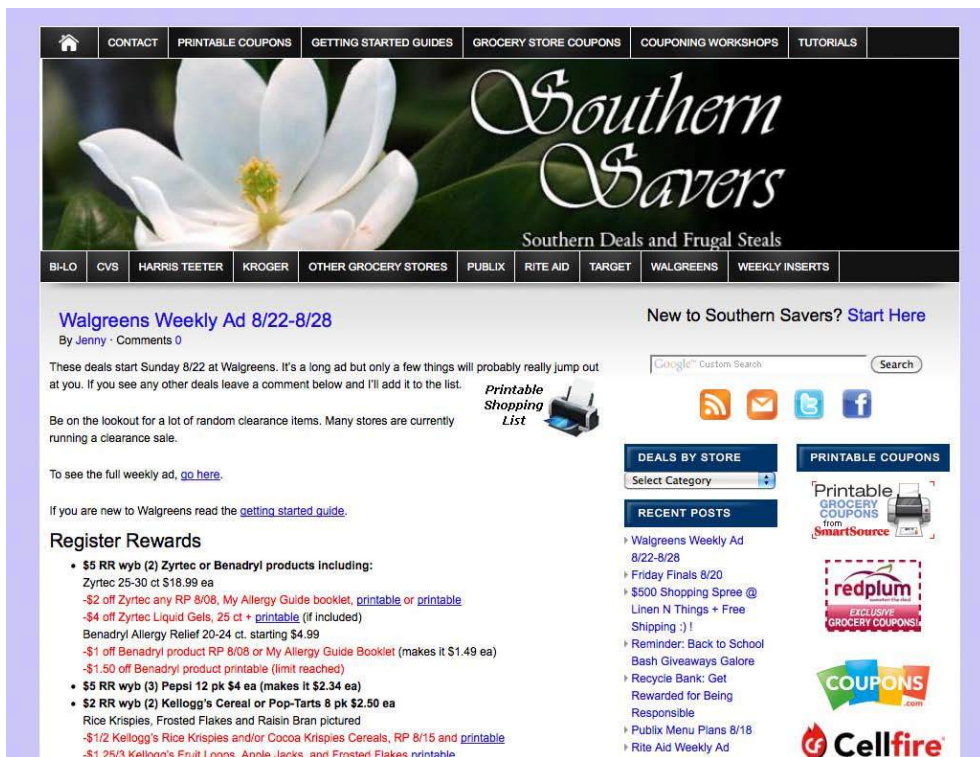 CONTACT
PRINTABLE COUPONS
GETTING STARTED GUIDES
GROCERY STORE COUPONS
COUPONING WORKSHOPS
TUTORIALS
Southern
Savers
Southern Deals and Frugal Steals
BI-LO
CVS
HARRIS TEETER
KROGER
OTHER GROCERY STORES
PUBLIX
RITE AID
TARGET
WALGREENS
WEEKLY INSERTS
Walgreens Weekly Ad 8/22-8/28
By Jenny · Comments 0
These deals start Sunday 8/22 at Walgreens. It's a long ad but only a few things will probably really jump out
at you. If you see any other deals leave a comment below and I'll add it to the list.
Printable
Shopping
List
Be on the lookout for a lot of random clearance items. Many stores are currently
running a clearance sale.
To see the full weekly ad, go here.
If you are new to Walgreens read the getting started guide.
Register Rewards
• $5 RR wyb (2) Zyrtec or Benadryl products including:
Zyrtec 25-30 ct $18.99 ea
-$2 off Zyrtec any RP 8/08, My Allergy Guide booklet, printable or printable
-$4 off Zyrtec Liquid Gels, 25 ct + printable (if included)
Benadryl Allergy Relief 20-24 ct. starting $4.99
-$1 off Benadryl product RP 8/08 or My Allergy Guide Booklet (makes it $1.49 ea)
-$1.50 off Benadryl product printable (limit reached)
• $5 RR wyb (3) Pepsi 12 pk $4 ea (makes it $2.34 ea)
• $2 RR wyb (2) Kellogg's Cereal or Pop-Tarts 8 pk $2.50 ea
Rice Krispies, Frosted Flakes and Raisin Bran pictured
-$1/2 Kellogg's Rice Krispies and/or Cocoa Krispies Cereals, RP 8/15 and printable
-$1.25/3 Kellogg's Fruit Loops, Apple Jacks, and Frosted Flakes printable
New to Southern Savers? Start Here
Google™ Custom Search
Search
DEALS BY STORE
Select Category
RECENT POSTS
Walgreens Weekly Ad
8/22-8/28
Friday Finals 8/20
$500 Shopping Spree @
Linen N Things + Free
Shipping :) !
Reminder: Back to School
Bash Giveaways Galore
Recycle Bank: Get
Rewarded for Being
Responsible
Publix Menu Plans 8/18
Rite Aid Weekly Ad
PRINTABLE COUPONS
Printable
GROCERY
COUPONS
from
SmartSource
redplum
EXCLUSIVE
GROCERY COUPONS!
COUPONS
.com
Cellfire